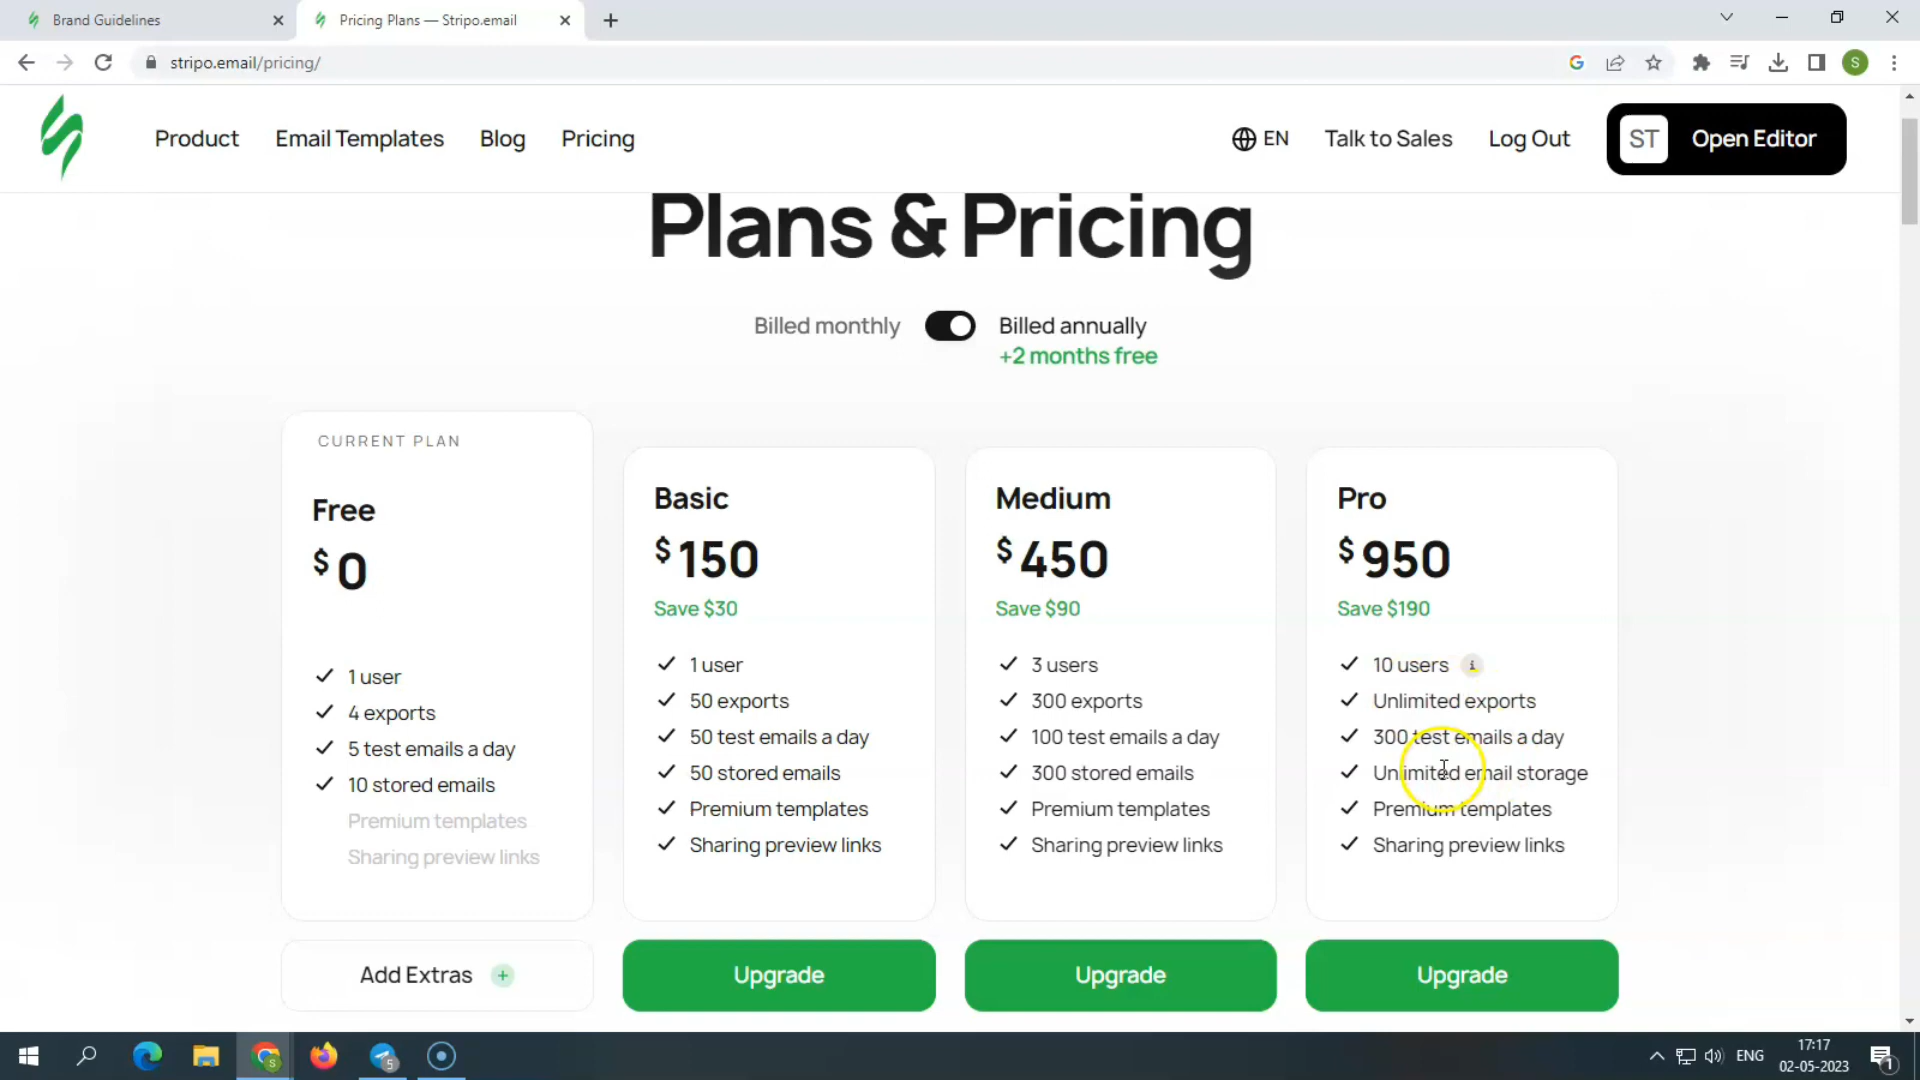 Brand Guidelines
Pricing Plans — Stripo.email
stripo.email/pricing/
S
Product
Email Templates
Blog
Pricing
EN
Talk to Sales
Log Out
ST
Open Editor
Plans & Pricing
Billed monthly
Billed annually
+2 months free
CURRENT PLAN
Free
$0
1 user
4 exports
5 test emails a day
10 stored emails
Premium templates
Sharing preview links
Add Extras +
Basic
$150
Save $30
1 user
50 exports
50 test emails a day
50 stored emails
Premium templates
Sharing preview links
Upgrade
Medium
$450
Save $90
3 users
300 exports
100 test emails a day
300 stored emails
Premium templates
Sharing preview links
Upgrade
Pro
$950
Save $190
10 users i
Unlimited exports
300 test emails a day
Unlimited email storage
Premium templates
Sharing preview links
Upgrade
S
5
ENG
17:17
02-05-2023
1